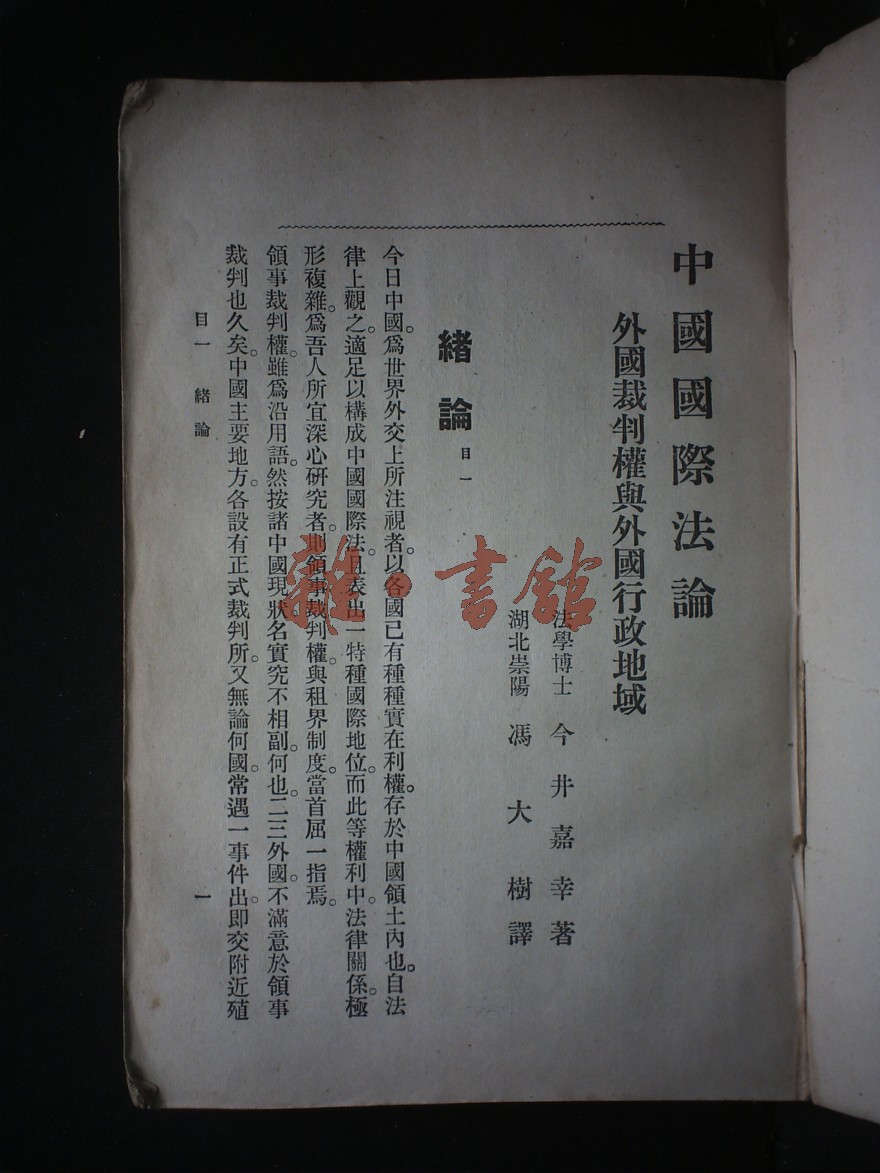 中國國際法論
外國裁判權與外國行政地域
法學博士 今井嘉幸著
湖北崇陽 馮大樹譯
緒論 目一
今日中國。爲世界外交上所注視者。以各國已有種種實在利權。存於中國領土內也。自法
律上觀之。適足以構成中國國際法。且表出一特種國際地位。而此等權利中。法律關係。極
形複雜。爲吾人所宜深心研究者。則領事裁判權。與租界制度。當首屈一指焉。
領事裁判權。雖爲沿用語。然按諸中國現狀。名實究不相副。何也。二三外國。不滿意於領事
裁判也久矣。中國主要地方。各設有正式裁判所。又無論何國。常遇一事件出。即交附近殖
目一 緒論 一
雜·書館